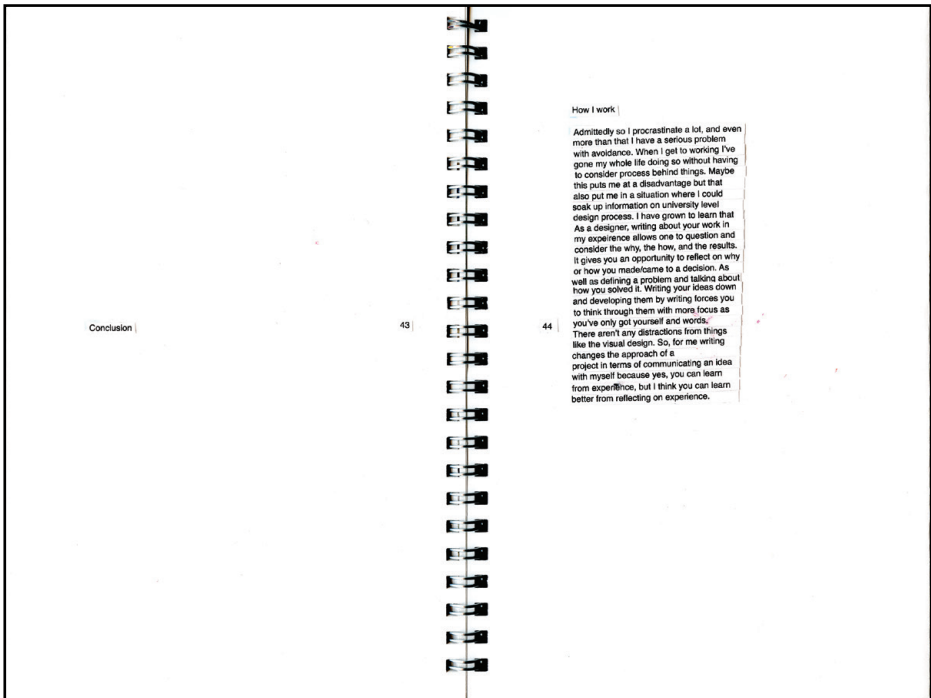 Conclusion
43
44
How I work
Admittedly so I procrastinate a lot, and even
more than that I have a serious problem
with avoidance. When I get to working I've
gone my whole life doing so without having
to consider process behind things. Maybe
this puts me at a disadvantage but that
also put me in a situation where I could
soak up information on university level
design process. I have grown to learn that
As a designer, writing about your work in
my expeirence allows one to question and
consider the why, the how, and the results.
It gives you an opportunity to reflect on why
or how you made/came to a decision. As
well as defining a problem and talking about
how you solved it. Writing your ideas down
and developing them by writing forces you
to think through them with more focus as
you've only got yourself and words.
There aren't any distractions from things
like the visual design. So, for me writing
changes the approach of a
project in terms of communicating an idea
with myself because yes, you can learn
from experience, but I think you can learn
better from reflecting on experience.